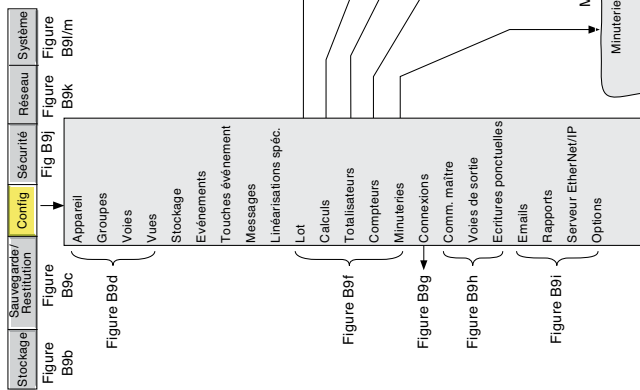 Stockage
Sauvegarde/
Restitution
Config
Sécurité
Réseau
Système
Figure
B9b
Figure
B9c
Fig B9j
Figure
B9k
Figure
B9l/m
Appareil
Groupes
Voies
Vues
Stockage
Evénements
Touches événement
Messages
Linéarisations spéc.
Lot
Calculs
Totalisateurs
Compteurs
Minuteries
Connexions
Comm. maître
Voies de sortie
Ecritures ponctuelles
Emails
Rapports
Serveur EtherNet/IP
Options
Figure B9d
Figure B9f
Figure B9g
Figure B9h
Figure B9i
M
Minuterie